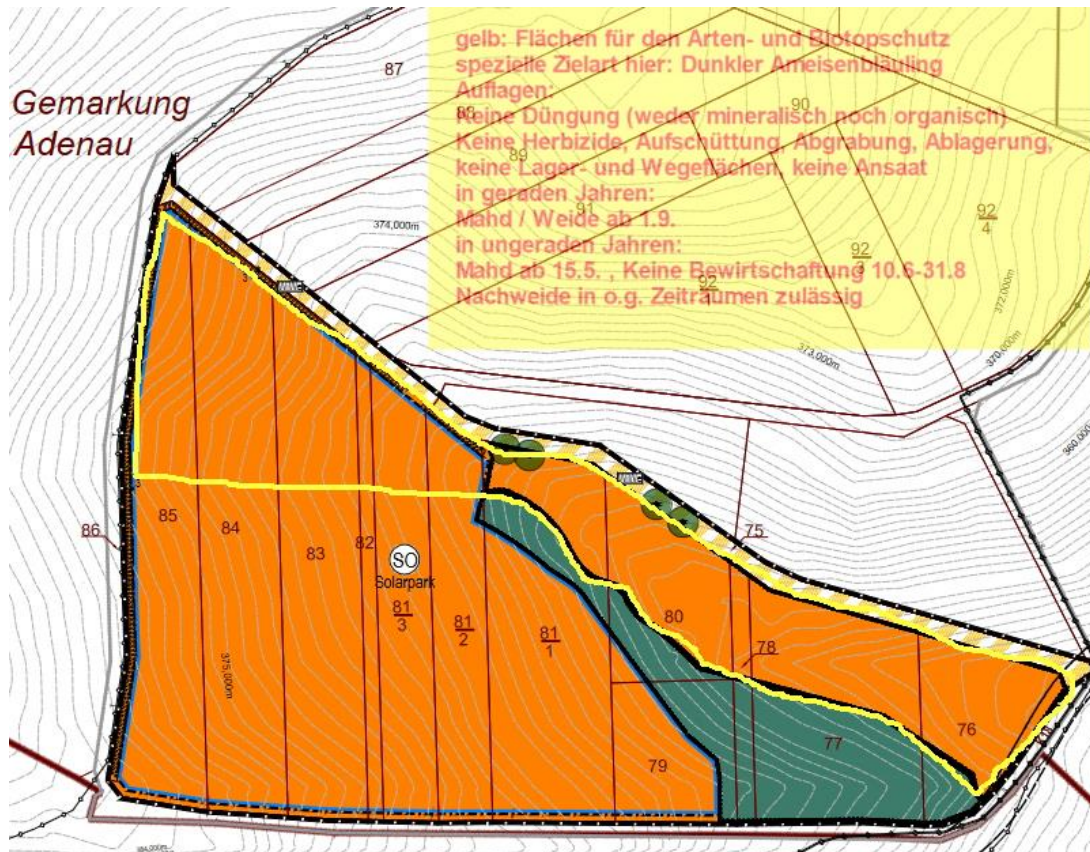 gelb: Flächen für den Arten- und Biotopschutz
spezielle Zielart hier: Dunkler Ameisenbläuling
Auflagen:
Keine Düngung (weder mineralisch noch organisch)
Keine Herbizide, Aufschüttung, Abgrabung, Ablagerung,
keine Lager- und Wegeflächen, keine Ansaat
in geraden Jahren:
Mahd / Weide ab 1.9.
in ungeraden Jahren:
Mahd ab 15.5. , Keine Bewirtschaftung 10.6-31.8
Nachweide in o.g. Zeiträumen zulässig
Gemarkung
Adenau
87
88
89
90
91
92
92
3
92
4
374,000m
373,000m
372,000m
370,000m
360,000
75
86
85
84
83
82
SO
Solarpark
81
3
81
2
81
1
80
78
79
77
76
375,000m